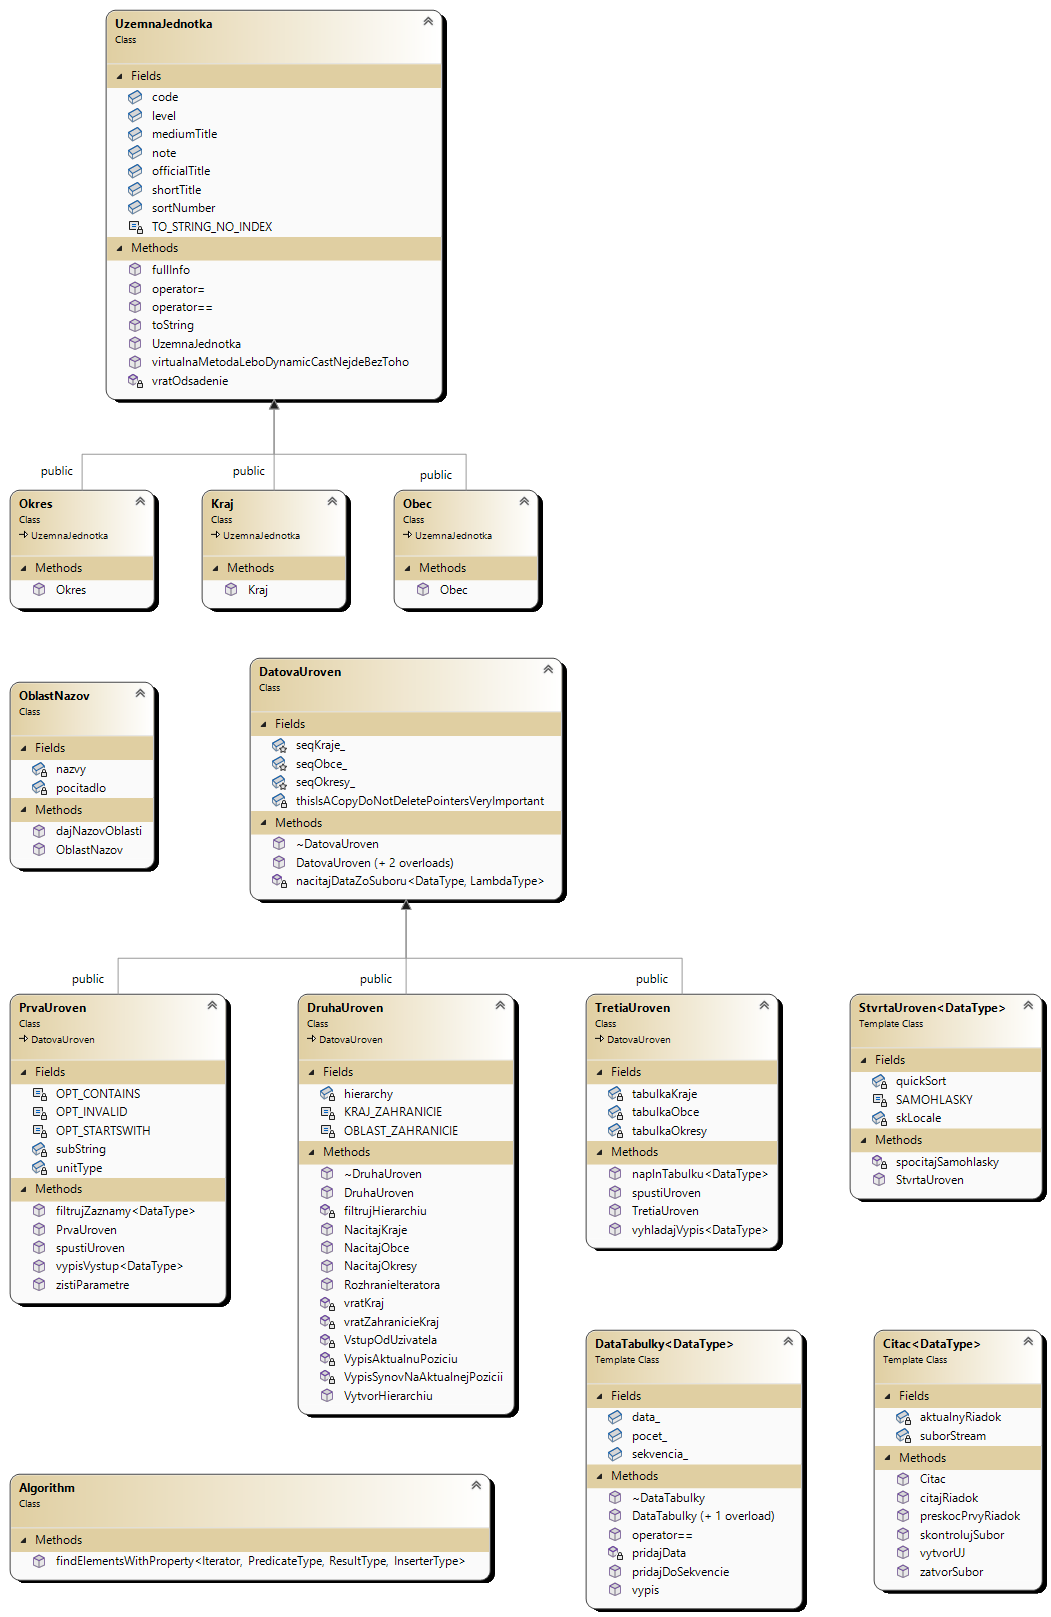 UzemnaJednotka
Class
Fields
code
level
mediumTitle
note
officialTitle
shortTitle
sortNumber
TO_STRING_NO_INDEX
Methods
fullInfo
operator=
operator==
toString
UzemnaJednotka
virtualnaMetodaLeboDynamicCastNejdeBezToho
vratOdsadenie
public
public
public
Okres
Class
UzemnaJednotka
Methods
Okres
Kraj
Class
UzemnaJednotka
Methods
Kraj
Obec
Class
UzemnaJednotka
Methods
Obec
OblastNazov
Class
Fields
nazvy
pocitadlo
Methods
dajNazovOblasti
OblastNazov
DatovaUroven
Class
Fields
seqKraje_
seqObce_
seqOkresy_
thisIsACopyDoNotDeletePointersVeryImportant
Methods
~DatovaUroven
DatovaUroven (+ 2 overloads)
nacitajDataZoSuboru<DataType, LambdaType>
public
public
public
PrvaUroven
Class
DatovaUroven
Fields
OPT_CONTAINS
OPT_INVALID
OPT_STARTSWITH
subString
unitType
Methods
filtrujZaznamy<DataType>
PrvaUroven
spustiUroven
vypisVystup<DataType>
zistiParametre
DruhaUroven
Class
DatovaUroven
Fields
hierarchy
KRAJ_ZAHRANICIE
OBLAST_ZAHRANICIE
Methods
~DruhaUroven
DruhaUroven
filtrujHierarchiu
NacitajKraje
NacitajObce
NacitajOkresy
RozhranieIteratora
vratKraj
vratZahranicieKraj
VstupOdUzivatela
VypisAktualnuPoziciu
VypisSynovNaAktualnejPozicii
VytvorHierarchiu
TretiaUroven
Class
DatovaUroven
Fields
tabulkaKraje
tabulkaObce
tabulkaOkresy
Methods
naplnTabulku<DataType>
spustiUroven
TretiaUroven
vyhladajVypis<DataType>
StvrtaUroven<DataType>
Template Class
Fields
quickSort
SAMOHLASKY
skLocale
Methods
spocitajSamohlasky
StvrtaUroven
DataTabulky<DataType>
Template Class
Fields
data_
pocet_
sekvencia_
Methods
~DataTabulky
DataTabulky (+ 1 overload)
operator==
pridajData
pridajDoSekvencie
vypis
Citac<DataType>
Template Class
Fields
aktualnyRiadok
suborStream
Methods
Citac
citajRiadok
preskocPrvyRiadok
skontrolujSubor
vytvorUJ
zatvorSubor
Algorithm
Class
Methods
findElementsWithProperty<Iterator, PredicateType, ResultType, InserterType>